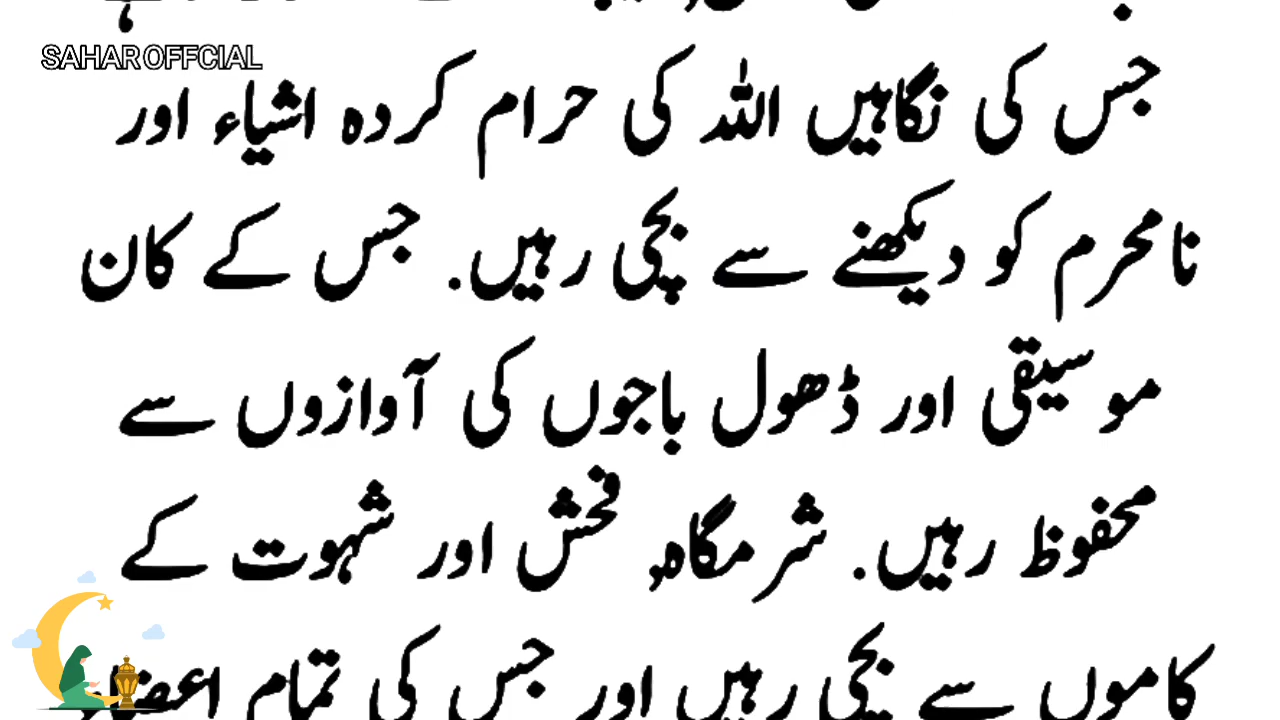 SAHAR OFFCIAL
جس کی نگاہیں اللہ کی حرام کردہ اشیاء اور
نامحرم کو دیکھنے سے بچی رہیں. جس کے کان
موسیقی اور ڈھول باجوں کی آوازوں سے
محفوظ رہیں. شرمگاہ, فحش اور شہوت کے
کاموں سے بچی رہیں اور جس کی تمام اعضاء